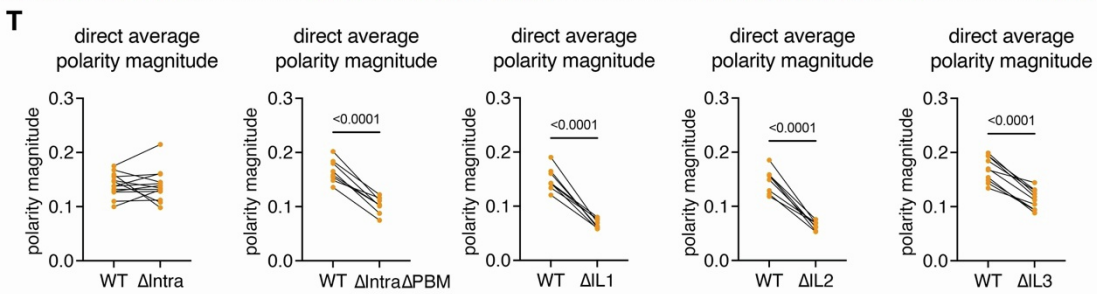 T
direct average
polarity magnitude
polarity magnitude
0.3
0.2
0.1
0.0
WT ΔIntra
direct average
polarity magnitude
polarity magnitude
0.3
0.2
0.1
0.0
<0.0001
WT ΔIntraΔPBM
direct average
polarity magnitude
polarity magnitude
0.3
0.2
0.1
0.0
<0.0001
WT ΔIL1
direct average
polarity magnitude
polarity magnitude
0.3
0.2
0.1
0.0
<0.0001
WT ΔIL2
direct average
polarity magnitude
polarity magnitude
0.3
0.2
0.1
0.0
<0.0001
WT ΔIL3